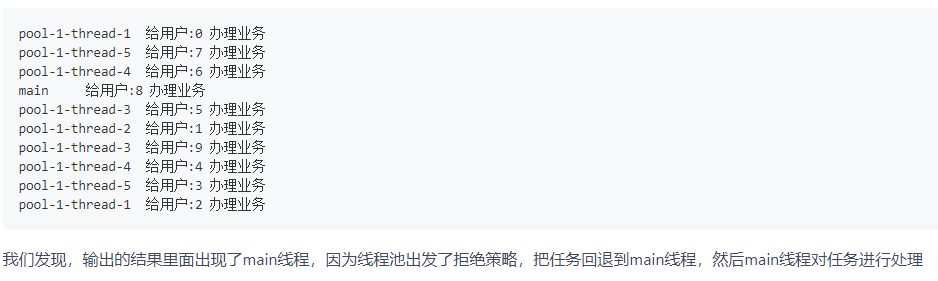 pool-1-thread-1  给用户:0 办理业务
pool-1-thread-5  给用户:7 办理业务
pool-1-thread-4  给用户:6 办理业务
main     给用户:8 办理业务
pool-1-thread-3  给用户:5 办理业务
pool-1-thread-2  给用户:1 办理业务
pool-1-thread-3  给用户:9 办理业务
pool-1-thread-4  给用户:4 办理业务
pool-1-thread-5  给用户:3 办理业务
pool-1-thread-1  给用户:2 办理业务
我们发现，输出的结果里面出现了main线程，因为线程池出发了拒绝策略，把任务回退到main线程，然后main线程对任务进行处理